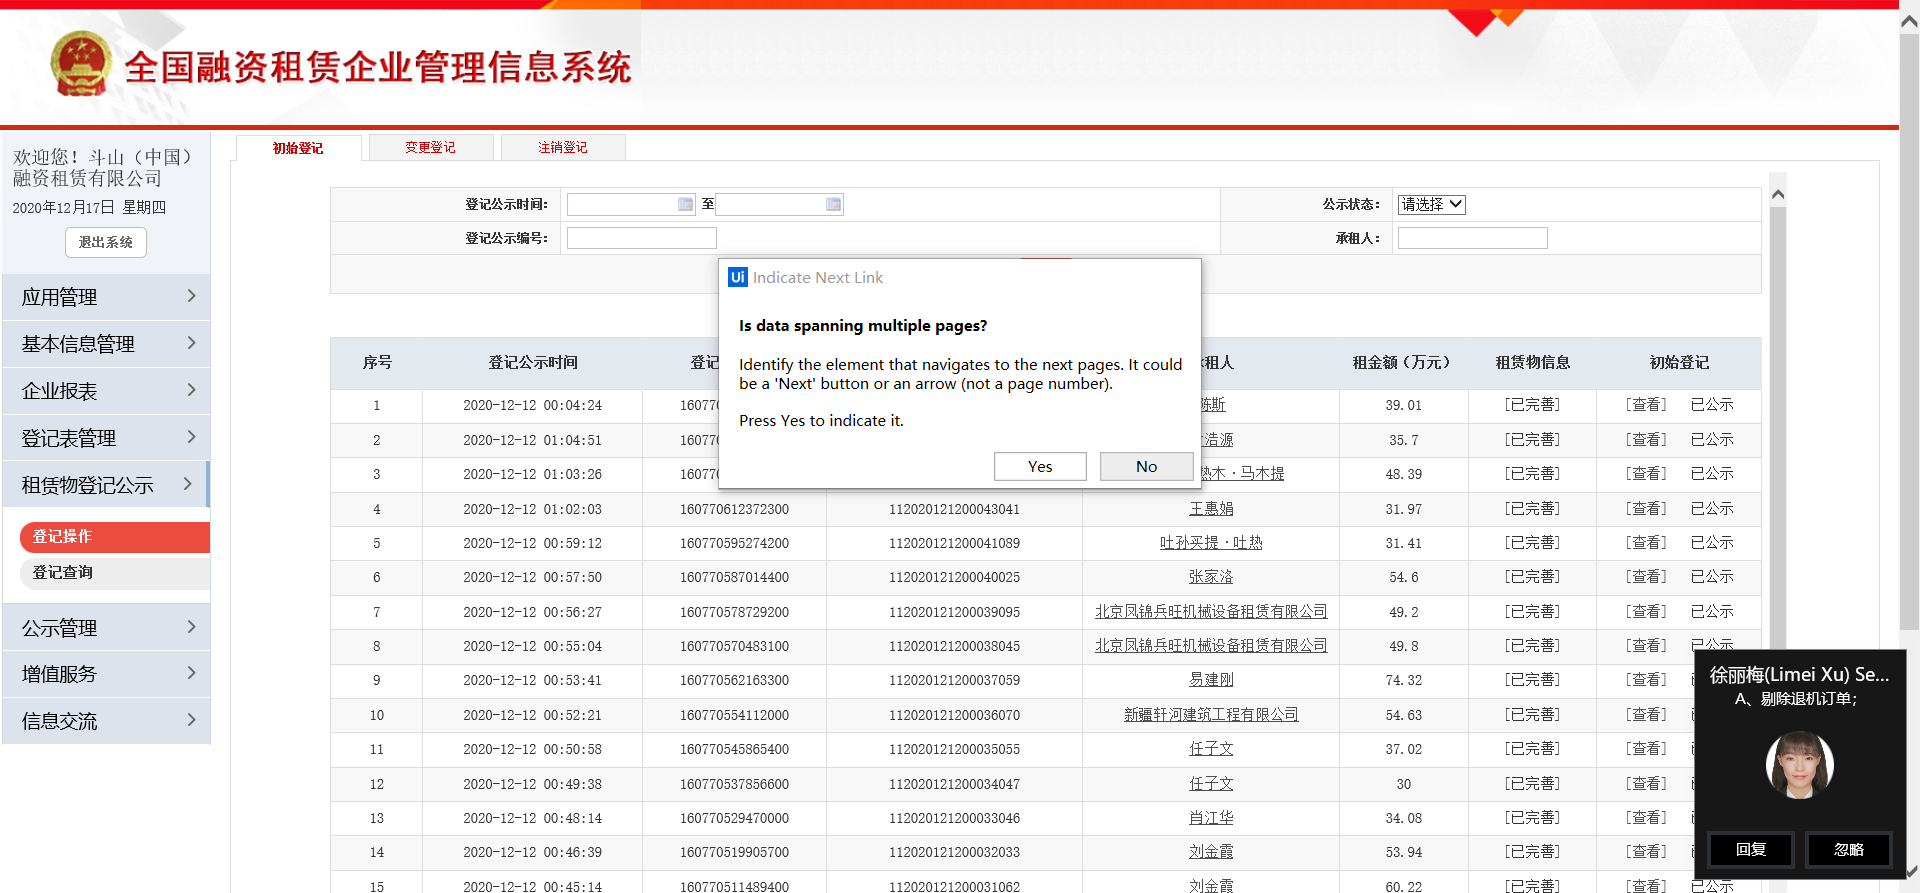 全国融资租赁企业管理信息系统
欢迎您！斗山（中国）
融资租赁有限公司
2020年12月17日 星期四
退出系统
应用管理
基本信息管理
企业报表
登记表管理
租赁物登记公示
登记操作
登记查询
公示管理
增值服务
信息交流
初始登记 变更登记 注销登记
登记公示时间： 至 公示状态： 请选择
登记公示编号： 承租人：
Ui Indicate Next Link
Is data spanning multiple pages?
Identify the element that navigates to the next pages. It could
be a 'Next' button or an arrow (not a page number).
Press Yes to indicate it.
Yes No
序号 登记公示时间 登记 租人 租金额（万元） 租赁物信息 初始登记
1 2020-12-12 00:04:24 16077 陈斯 39.01 [已完善] [查看] 已公示
2 2020-12-12 01:04:51 16077 浩源 35.7 [已完善] [查看] 已公示
3 2020-12-12 01:03:26 16077 热木·马木提 48.39 [已完善] [查看] 已公示
4 2020-12-12 01:02:03 160770612372300 112020121200043041 王惠娟 31.97 [已完善] [查看] 已公示
5 2020-12-12 00:59:12 160770595274200 112020121200041089 吐孙买提·吐热 31.41 [已完善] [查看] 已公示
6 2020-12-12 00:57:50 160770587014400 112020121200040025 张家洛 54.6 [已完善] [查看] 已公示
7 2020-12-12 00:56:27 160770578729200 112020121200039095 北京凤锦兵旺机械设备租赁有限公司 49.2 [已完善] [查看] 已公示
8 2020-12-12 00:55:04 160770570483100 112020121200038045 北京凤锦兵旺机械设备租赁有限公司 49.8 [已完善] [查看] 已公示
9 2020-12-12 00:53:41 160770562163300 112020121200037059 易建刚 74.32 [已完善] [查看]
10 2020-12-12 00:52:21 160770554112000 112020121200036070 新疆轩河建筑工程有限公司 54.63 [已完善] [查看]
11 2020-12-12 00:50:58 160770545865400 112020121200035055 任子文 37.02 [已完善] [查看]
12 2020-12-12 00:49:38 160770537856600 112020121200034047 任子文 30 [已完善] [查看]
13 2020-12-12 00:48:14 160770529470000 112020121200033046 肖江华 34.08 [已完善] [查看]
14 2020-12-12 00:46:39 160770519905700 112020121200032033 刘金霞 53.94 [已完善] [查看]
15 2020-12-12 00:45:14 160770511489400 112020121200031062 刘金霞 60.22 [已完善] [查看] 已公示
徐丽梅(Limei Xu) Se...
A、剔除退机订单；
回复 忽略